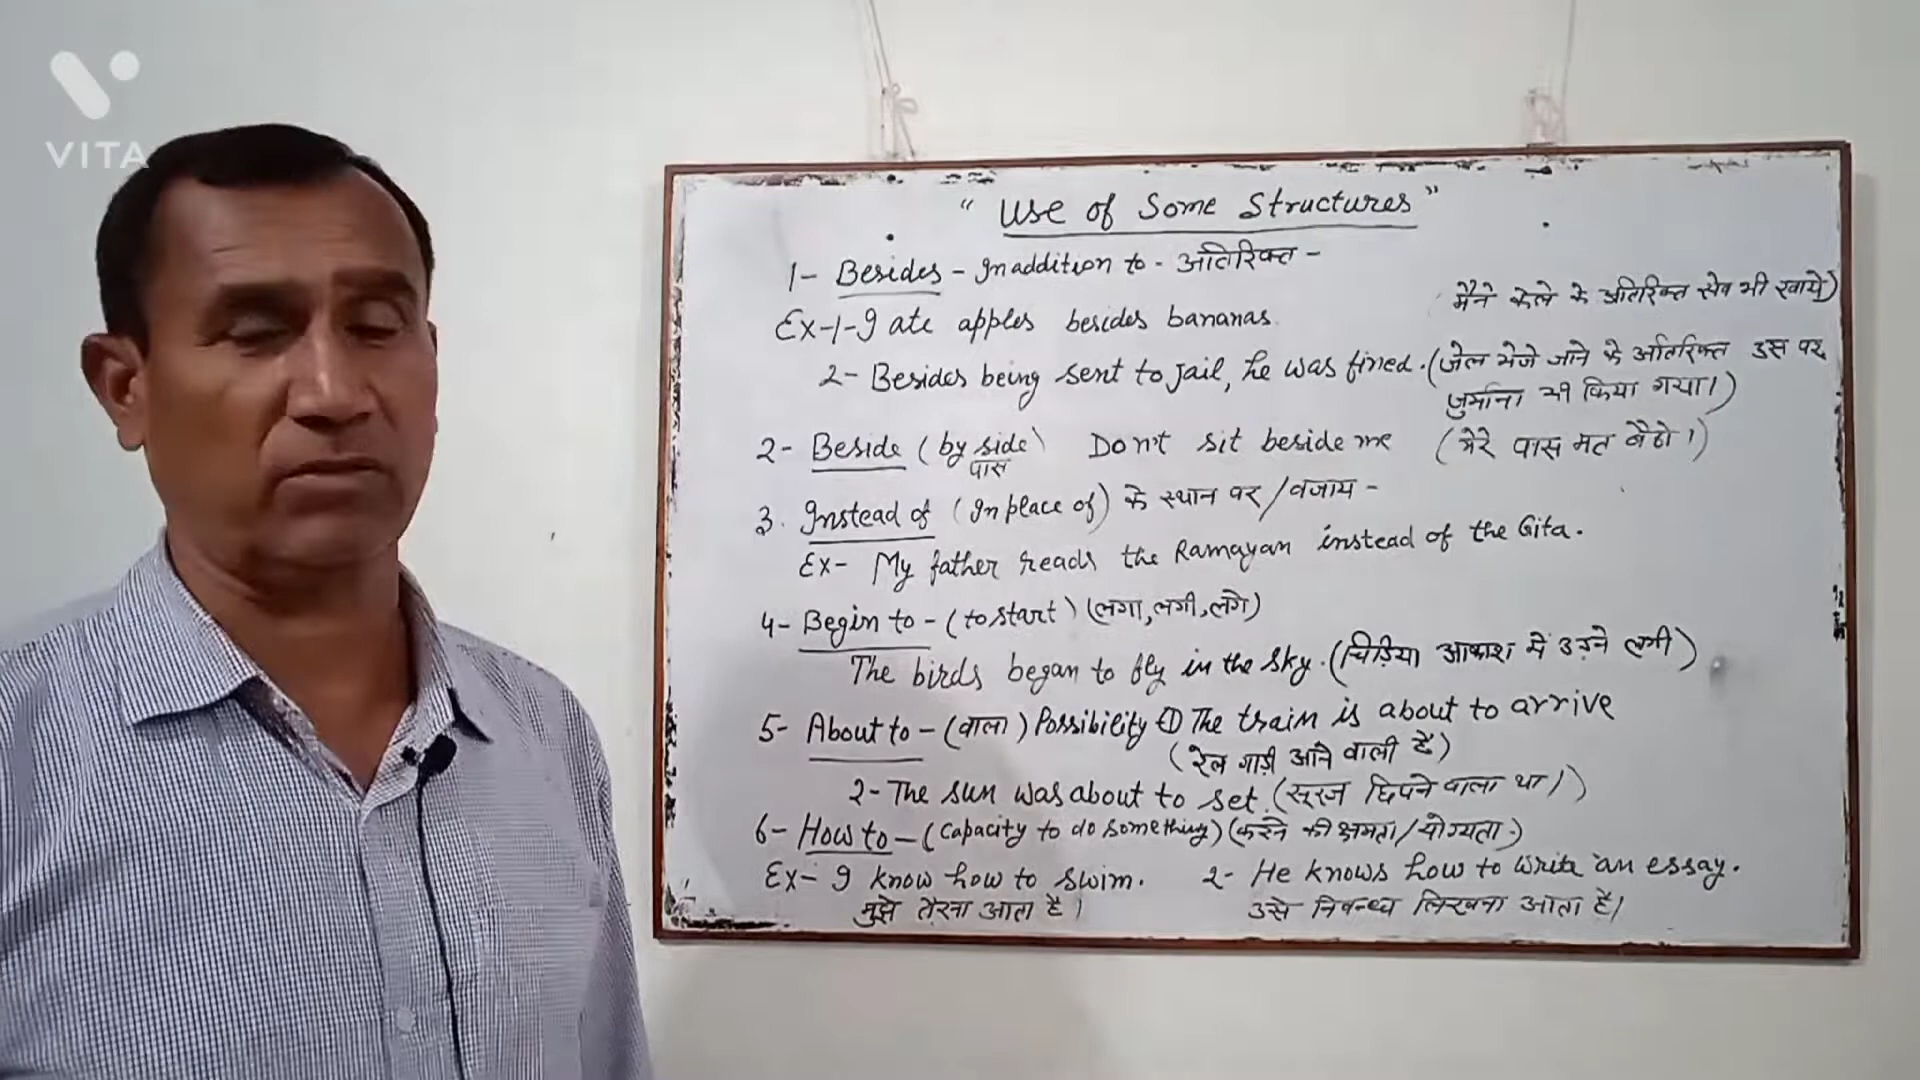 VITA
" Use of Some Structures "
1- Besides - In addition to - अतिरिक्त -
Ex-1- I ate apples besides bananas. मैंने केले के अतिरिक्त सेव भी खाये)
2- Besides being sent to Jail, he was fined. (जेल भेजे जाने के अतिरिक्त उस पर
जुर्माना भी किया गया।)
2- Beside (by side) Don't sit beside me (मेरे पास मत बैठो।)
पास
3. Instead of (In place of) के स्थान पर / वजाय -
Ex- My father reads the Ramayan instead of the Gita.
4- Begin to - (to start) (लगा, लगी, लगे)
The birds began to fly in the sky. (चिड़िया आकाश में उड़ने लगी)
5- About to - (वाला) Possibility ① The train is about to arrive
(रेल गाड़ी आने वाली है)
2- The sun was about to set. (सूरज छिपने वाला था।)
6- How to - (Capacity to do something) (करने की क्षमता/योग्यता-)
Ex- I know how to swim. 2- He knows how to write an essay.
मुझे तैरना आता है। उसे निबन्ध लिखना आता है।